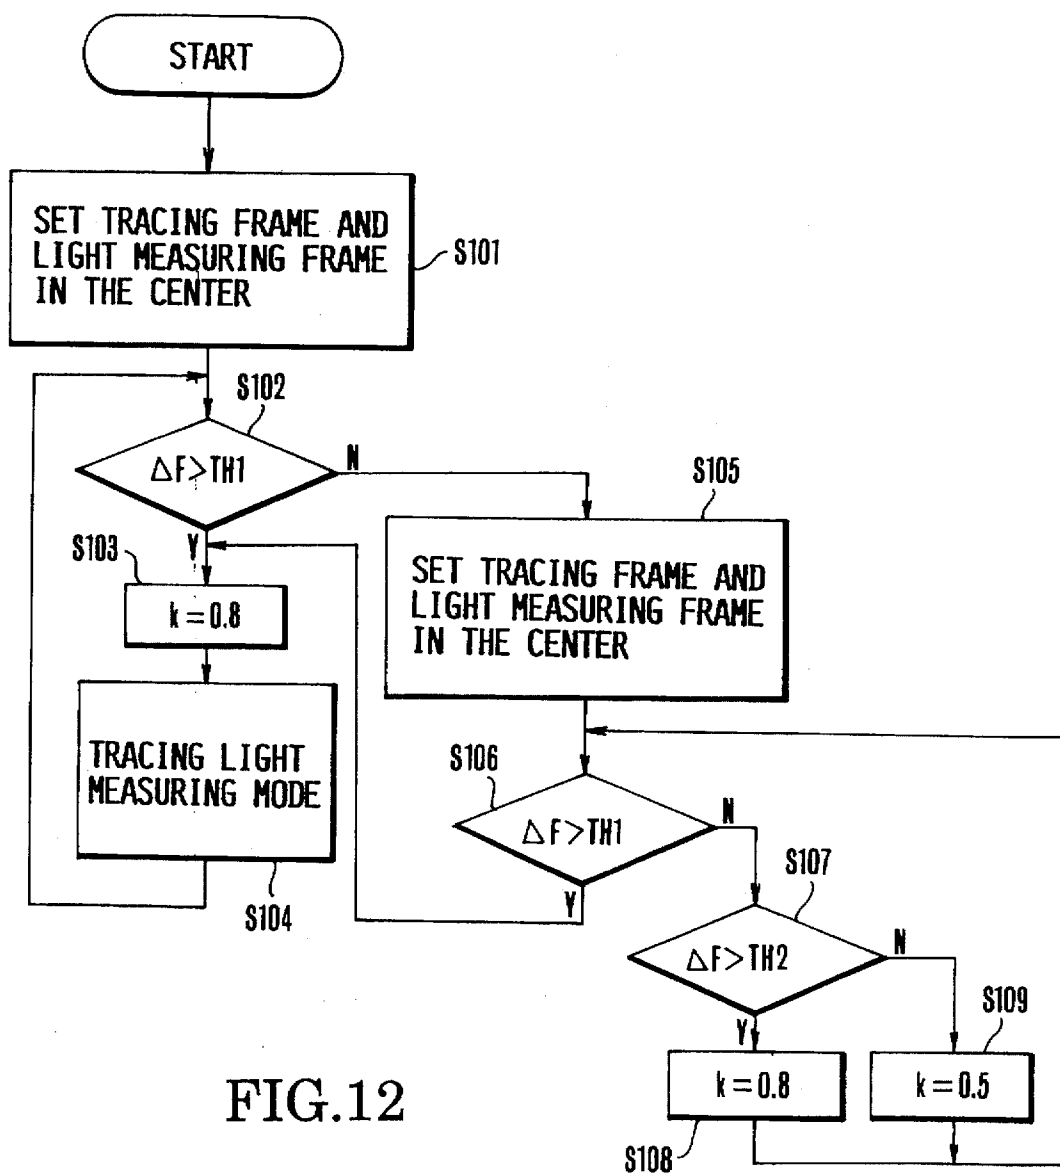 START
SET TRACING FRAME AND
LIGHT MEASURING FRAME
IN THE CENTER
S101
S102
ΔF>TH1
N
Y
S103
k=0.8
TRACING LIGHT
MEASURING MODE
S104
S105
SET TRACING FRAME AND
LIGHT MEASURING FRAME
IN THE CENTER
S106
ΔF>TH1
N
Y
S107
ΔF>TH2
N
Y
S109
k=0.8
k=0.5
S108
FIG.12